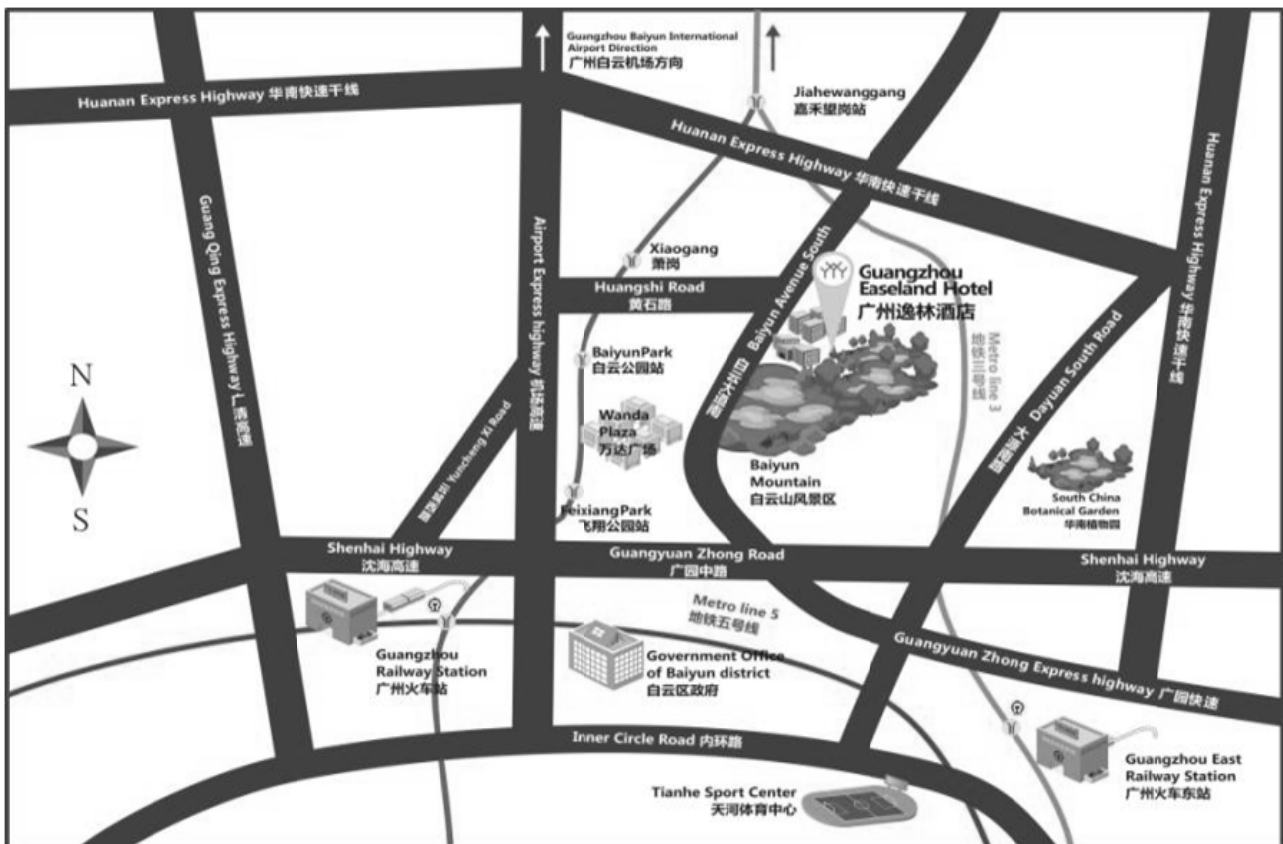 Guangzhou Baiyun International
Airport Direction
广州白云机场方向
Jiahewanggang
嘉禾望岗站
Huanan Express Highway 华南快速干线
Huanan Express Highway 华南快速干线
Huanan Express Highway 华南快速干线
Guang Qing Express Highway
Airport Express highway 机场高速
Xiaogang
萧岗
Baiyun Avenue South
Guangzhou
Easeland Hotel
广州逸林酒店
Huangshi Road
黄石路
Metro line 3
地铁三号线
Dayuan South Road
BaiyunPark
白云公园站
N
S
Yuncheng Xi Road
Wanda
Plaza
万达广场
Baiyun
Mountain
白云山风景区
South China
Botanical Garden
华南植物园
FeixiangPark
飞翔公园站
Shenhai Highway
沈海高速
Guangyuan Zhong Road
广园中路
Shenhai Highway
沈海高速
Metro line 5
地铁五号线
Guangzhou
Railway Station
广州火车站
Government Office
of Baiyun district
白云区政府
Guangyuan Zhong Express highway 广园快速
Inner Circle Road 内环路
Guangzhou East
Railway Station
广州火车东站
Tianhe Sport Center
天河体育中心